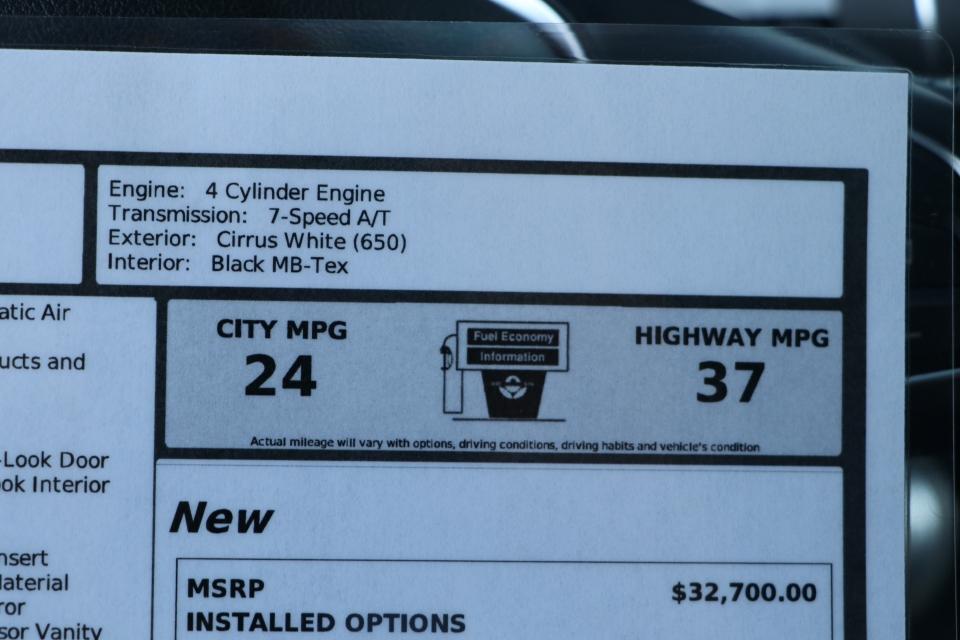 Engine: 4 Cylinder Engine
Transmission: 7-Speed A/T
Exterior: Cirrus White (650)
Interior: Black MB-Tex
atic Air
ucts and
-Look Door
ok Interior
nsert
aterial
ror
sor Vanity
CITY MPG
24
Fuel Economy
Information
HIGHWAY MPG
37
Actual mileage will vary with options, driving conditions, driving habits and vehicle's condition
New
MSRP $32,700.00
INSTALLED OPTIONS